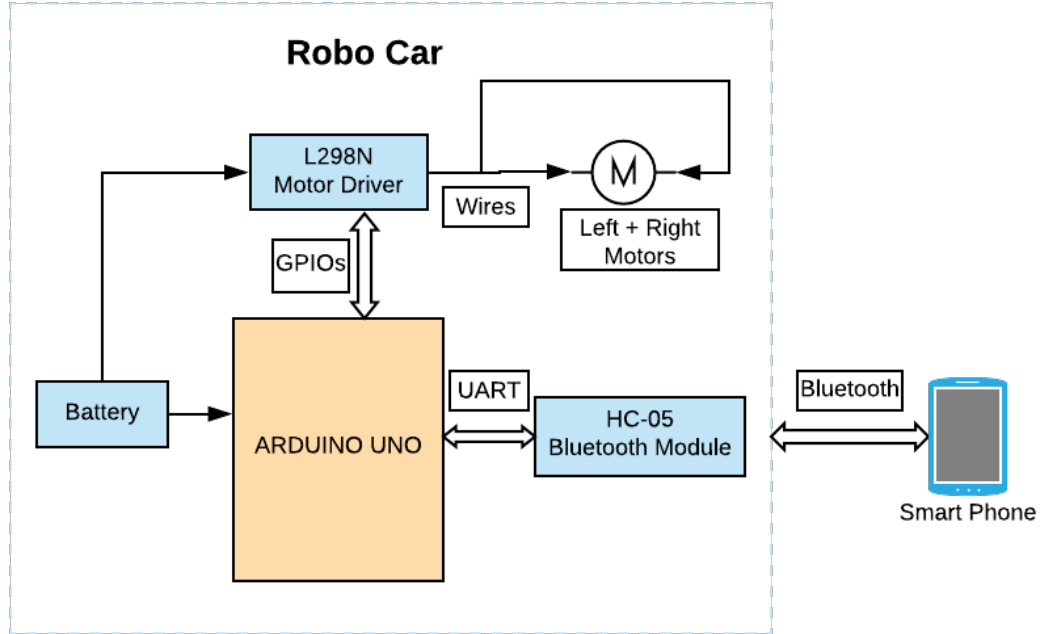 Robo Car
L298N
Motor Driver
Wires
M
Left + Right
Motors
GPIOs
Battery
ARDUINO UNO
UART
HC-05
Bluetooth Module
Bluetooth
Smart Phone